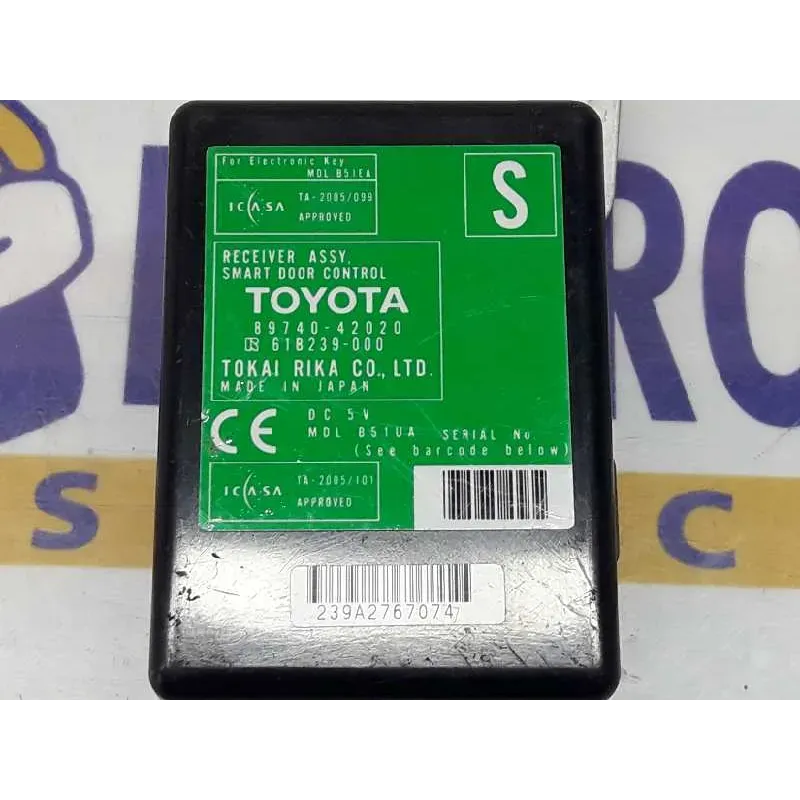 For Electronic Key
MDL B51EA
ICASA TA-2005/099
APPROVED
S
RECEIVER ASSY.
SMART DOOR CONTROL
TOYOTA
89740-42020
61B239-000
TOKAI RIKA CO., LTD.
MADE IN JAPAN
CE
DC 5V
MDL B51UA SERIAL No.
(See barcode below)
ICASA TA-2005/101
APPROVED
239A2767074
RO
S
C